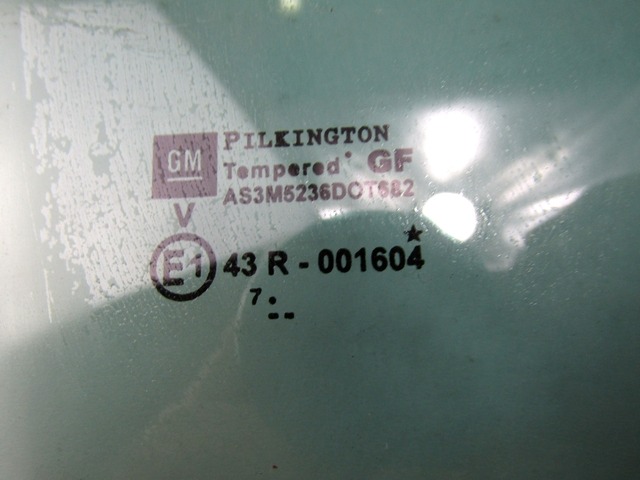 PILKINGTON
GM Tempered GF
AS3M5236DOT682
V
E1 43 R - 001604
7